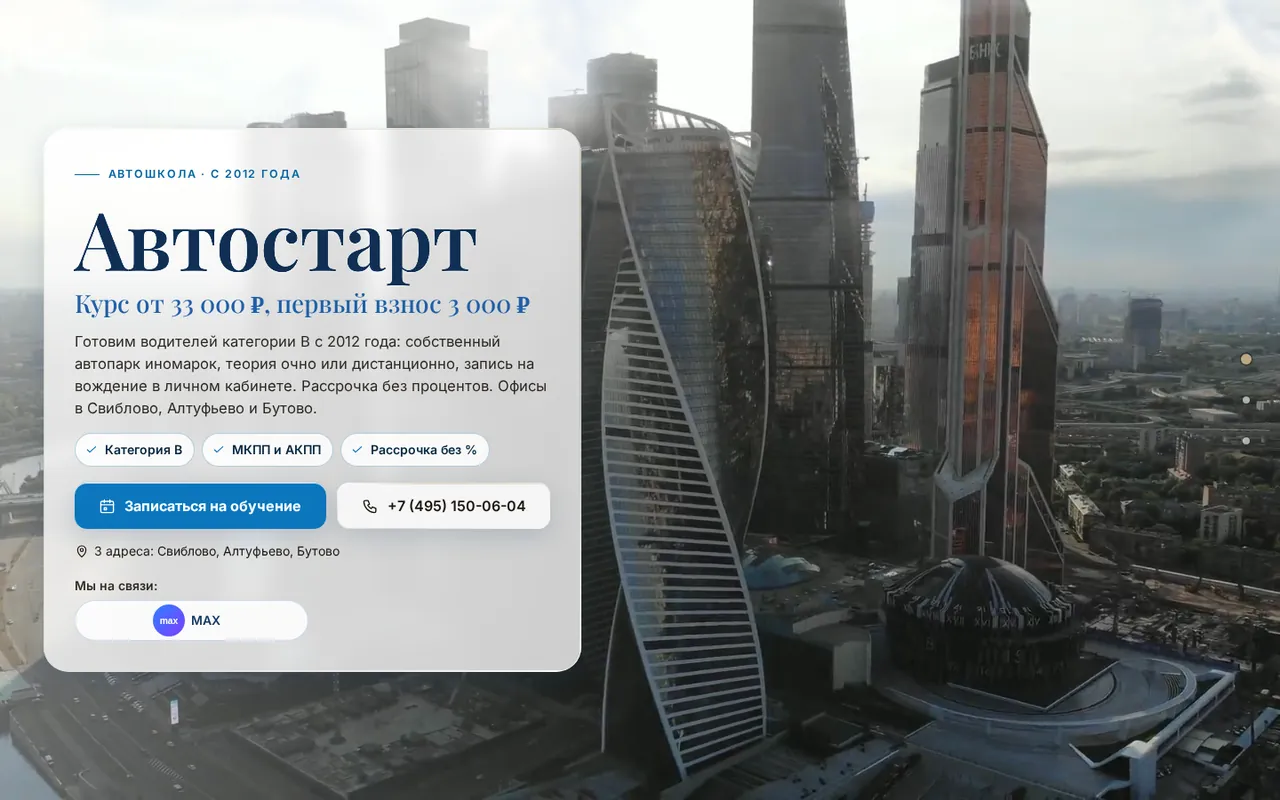 БНК
АВТОШКОЛА · С 2012 ГОДА
Автостарт
Курс от 33 000 ₽, первый взнос 3 000 ₽
Готовим водителей категории B с 2012 года: собственный
автопарк иномарок, теория очно или дистанционно, запись на
вождение в личном кабинете. Рассрочка без процентов. Офисы
в Свиблово, Алтуфьево и Бутово.
Категория B
МКПП и АКПП
Рассрочка без %
Записаться на обучение
+7 (495) 150-06-04
3 адреса: Свиблово, Алтуфьево, Бутово
Мы на связи:
max MAX